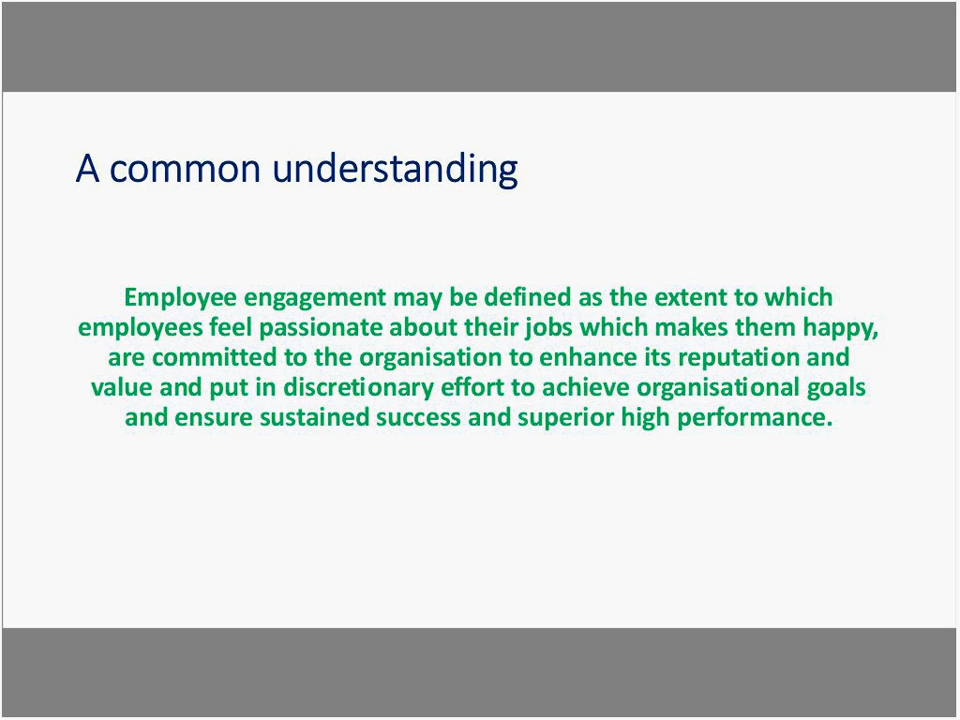 A common understanding
Employee engagement may be defined as the extent to which
employees feel passionate about their jobs which makes them happy,
are committed to the organisation to enhance its reputation and
value and put in discretionary effort to achieve organisational goals
and ensure sustained success and superior high performance.